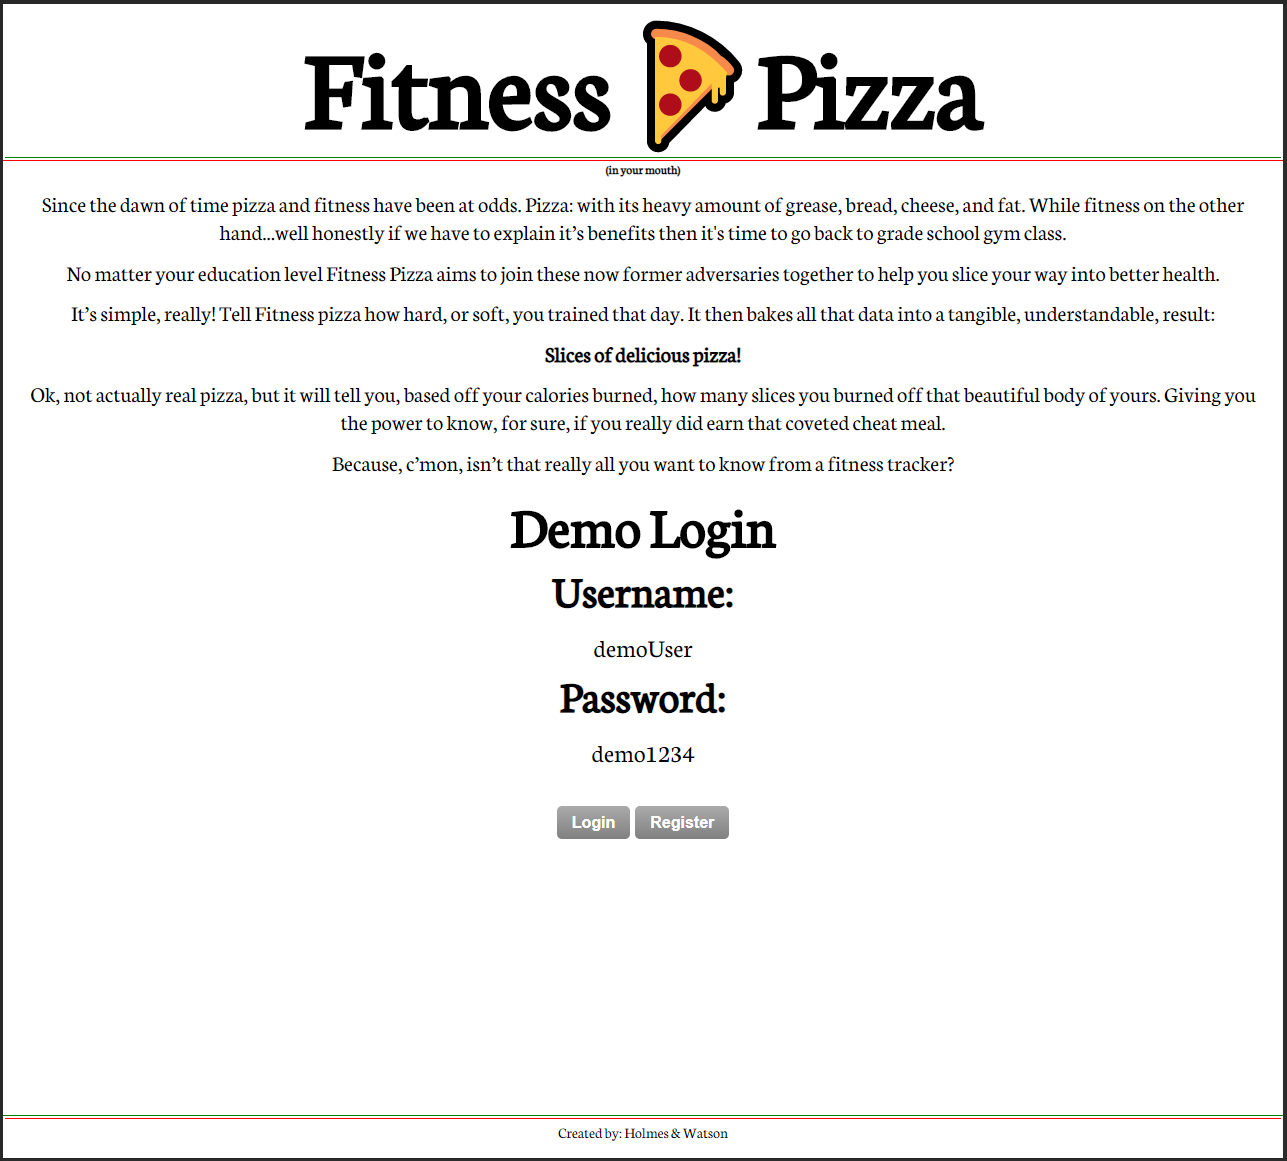 Fitness Pizza
(in your mouth)
Since the dawn of time pizza and fitness have been at odds. Pizza: with its heavy amount of grease, bread, cheese, and fat. While fitness on the other
hand...well honestly if we have to explain it’s benefits then it's time to go back to grade school gym class.
No matter your education level Fitness Pizza aims to join these now former adversaries together to help you slice your way into better health.
It’s simple, really! Tell Fitness pizza how hard, or soft, you trained that day. It then bakes all that data into a tangible, understandable, result:
Slices of delicious pizza!
Ok, not actually real pizza, but it will tell you, based off your calories burned, how many slices you burned off that beautiful body of yours. Giving you
the power to know, for sure, if you really did earn that coveted cheat meal.
Because, c’mon, isn’t that really all you want to know from a fitness tracker?
Demo Login
Username:
demoUser
Password:
demo1234
Login Register
Created by: Holmes & Watson